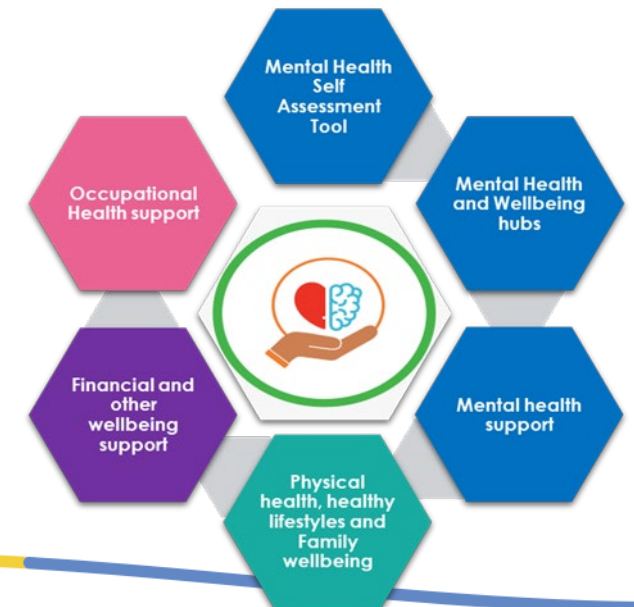 Mental Health
Self
Assessment
Tool
Mental Health
and Wellbeing
hubs
Mental health
support
Physical
health, healthy
lifestyles and
Family
wellbeing
Financial and
other
wellbeing
support
Occupational
Health support